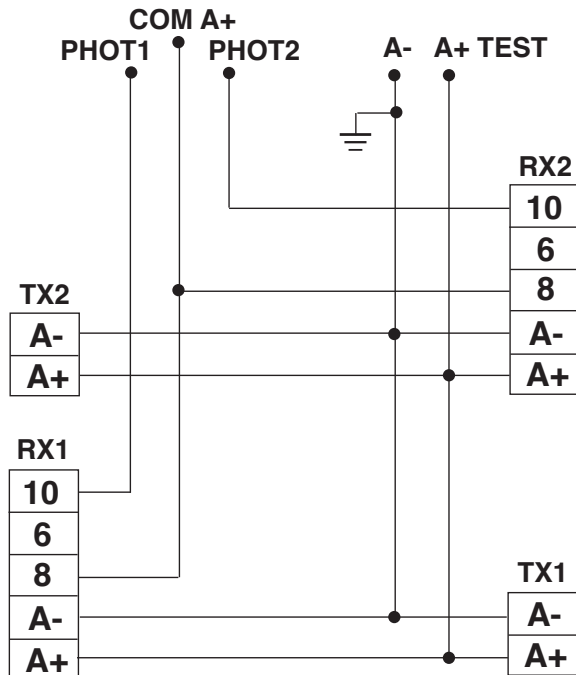 COM A+
PHOT1 PHOT2 A- A+ TEST
RX2
10
6
8
A-
A+
TX2
A-
A+
RX1
10
6
8
A-
A+
TX1
A-
A+